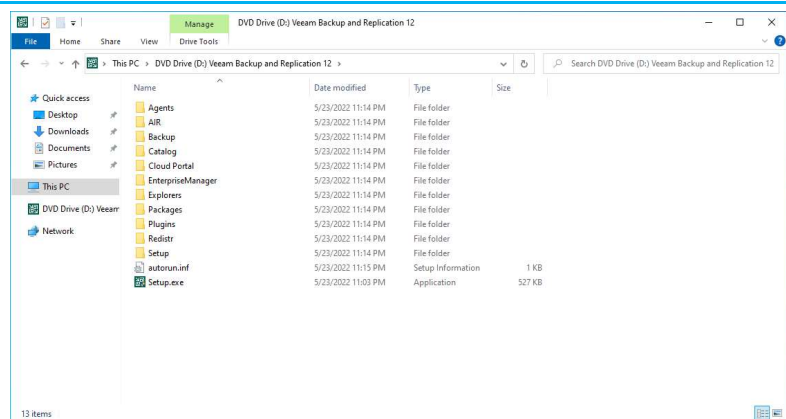 Manage DVD Drive (D:) Veeam Backup and Replication 12
File Home Share View Drive Tools
This PC > DVD Drive (D:) Veeam Backup and Replication 12 > Search DVD Drive (D:) Veeam Backup and Replication 12
Name Date modified Type Size
Quick access
Desktop
Downloads
Documents
Pictures
This PC
DVD Drive (D:) Veeam
Network
Agents 5/23/2022 11:14 PM File folder
AIR 5/23/2022 11:14 PM File folder
Backup 5/23/2022 11:14 PM File folder
Catalog 5/23/2022 11:14 PM File folder
Cloud Portal 5/23/2022 11:14 PM File folder
EnterpriseManager 5/23/2022 11:14 PM File folder
Explorers 5/23/2022 11:14 PM File folder
Packages 5/23/2022 11:14 PM File folder
Plugins 5/23/2022 11:14 PM File folder
Redistr 5/23/2022 11:14 PM File folder
Setup 5/23/2022 11:14 PM File folder
autorun.inf 5/23/2022 11:15 PM Setup Information 1 KB
Setup.exe 5/23/2022 11:03 PM Application 527 KB
13 items